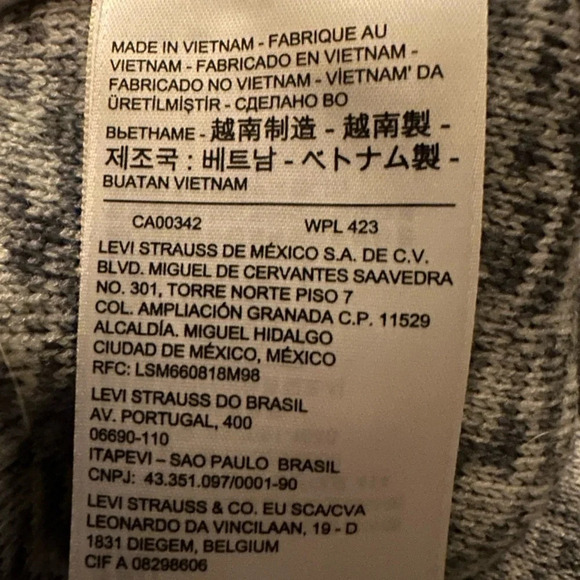 MADE IN VIETNAM - FABRIQUE AU
VIETNAM - FABRICADO EN VIETNAM -
FABRICADO NO VIETNAM - VİETNAM' DA
ÜRETİLMİŞTİR - СДЕЛАНО ВО
ВЬЕТНАМЕ - 越南制造 - 越南製 -
제조국 : 베트남 - ベトナム製 -
BUATAN VIETNAM
CA00342 WPL 423
LEVI STRAUSS DE MÉXICO S.A. DE C.V.
BLVD. MIGUEL DE CERVANTES SAAVEDRA
NO. 301, TORRE NORTE PISO 7
COL. AMPLIACIÓN GRANADA C.P. 11529
ALCALDÍA. MIGUEL HIDALGO
CIUDAD DE MÉXICO, MÉXICO
RFC: LSM660818M98
LEVI STRAUSS DO BRASIL
AV. PORTUGAL, 400
06690-110
ITAPEVI – SAO PAULO BRASIL
CNPJ: 43.351.097/0001-90
LEVI STRAUSS & CO. EU SCA/CVA
LEONARDO DA VINCILAAN, 19 - D
1831 DIEGEM, BELGIUM
CIF A 08298606